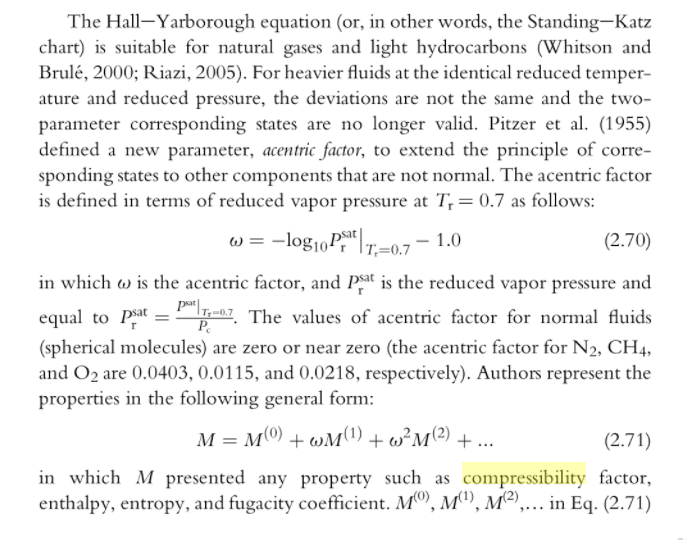 The Hall—Yarborough equation (or, in other words, the Standing—Katz
chart) is suitable for natural gases and light hydrocarbons (Whitson and
Brulé, 2000; Riazi, 2005). For heavier fluids at the identical reduced temper-
ature and reduced pressure, the deviations are not the same and the two-
parameter corresponding states are no longer valid. Pitzer et al. (1955)
defined a new parameter, acentric factor, to extend the principle of corre-
sponding states to other components that are not normal. The acentric factor
is defined in terms of reduced vapor pressure at Tᵣ = 0.7 as follows:
ω = −log₁₀Pᵣˢᵃᵗ|Tᵣ=0.7 − 1.0 (2.70)
in which ω is the acentric factor, and Pᵣˢᵃᵗ is the reduced vapor pressure and
equal to Pᵣˢᵃᵗ = Pˢᵃᵗ|Tᵣ=0.7 / Pc. The values of acentric factor for normal fluids
(spherical molecules) are zero or near zero (the acentric factor for N₂, CH₄,
and O₂ are 0.0403, 0.0115, and 0.0218, respectively). Authors represent the
properties in the following general form:
M = M⁽⁰⁾ + ωM⁽¹⁾ + ω²M⁽²⁾ + ... (2.71)
in which M presented any property such as compressibility factor,
enthalpy, entropy, and fugacity coefficient. M⁽⁰⁾, M⁽¹⁾, M⁽²⁾,... in Eq. (2.71)